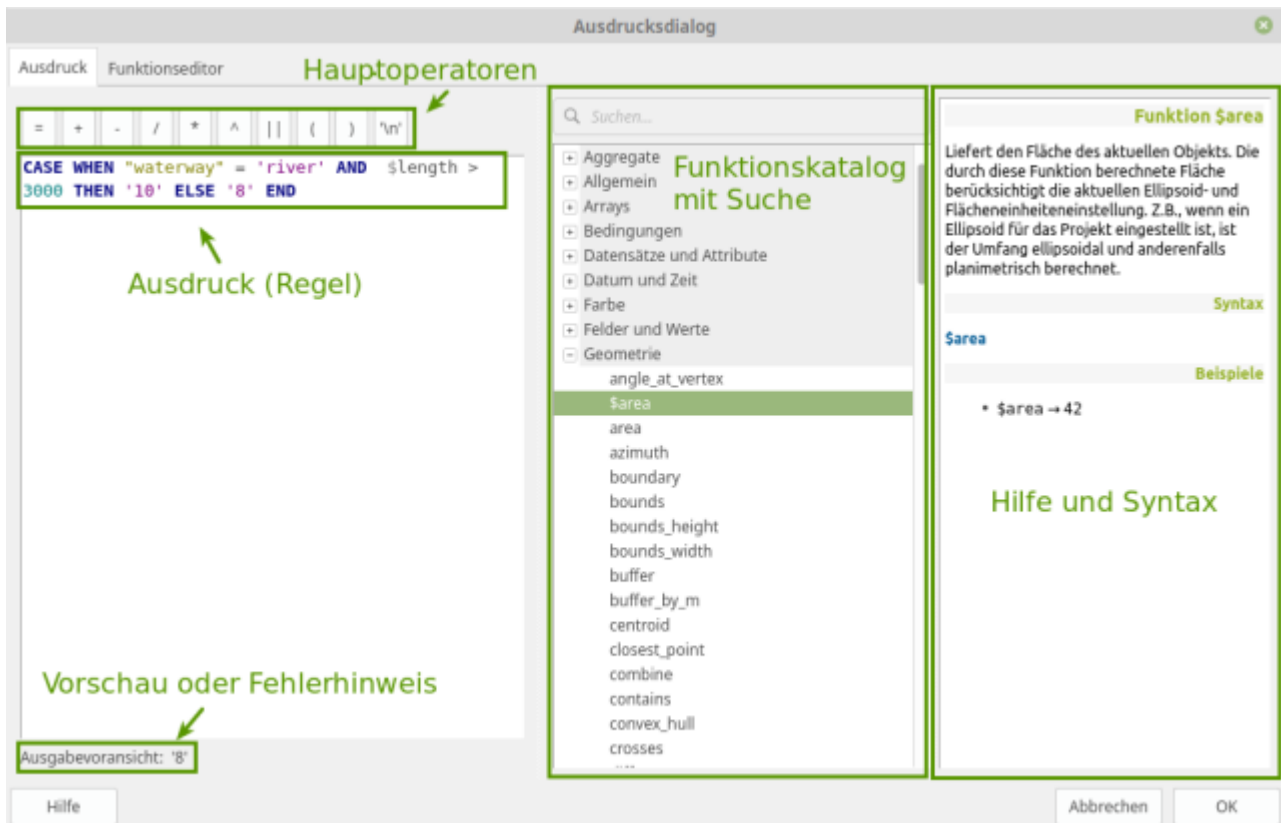 Ausdrucksdialog
Ausdruck
Funktionseditor
Hauptoperatoren
= + - / * ^ || ( ) '\n'
CASE WHEN "waterway" = 'river' AND $length >
3000 THEN '10' ELSE '8' END
Ausdruck (Regel)
Vorschau oder Fehlerhinweis
Ausgabevoransicht: '8'
Suchen...
Funktionskatalog
mit Suche
Aggregate
Allgemein
Arrays
Bedingungen
Datensätze und Attribute
Datum und Zeit
Farbe
Felder und Werte
Geometrie
angle_at_vertex
$area
area
azimuth
boundary
bounds
bounds_height
bounds_width
buffer
buffer_by_m
centroid
closest_point
combine
contains
convex_hull
crosses
Funktion $area
Liefert den Fläche des aktuellen Objekts. Die
durch diese Funktion berechnete Fläche
berücksichtigt die aktuellen Ellipsoid- und
Flächeneinheiteneinstellung. Z.B., wenn ein
Ellipsoid für das Projekt eingestellt ist, ist
der Umfang ellipsoidal und anderenfalls
planimetrisch berechnet.
Syntax
$area
Beispiele
• $area → 42
Hilfe und Syntax
Hilfe
Abbrechen
OK